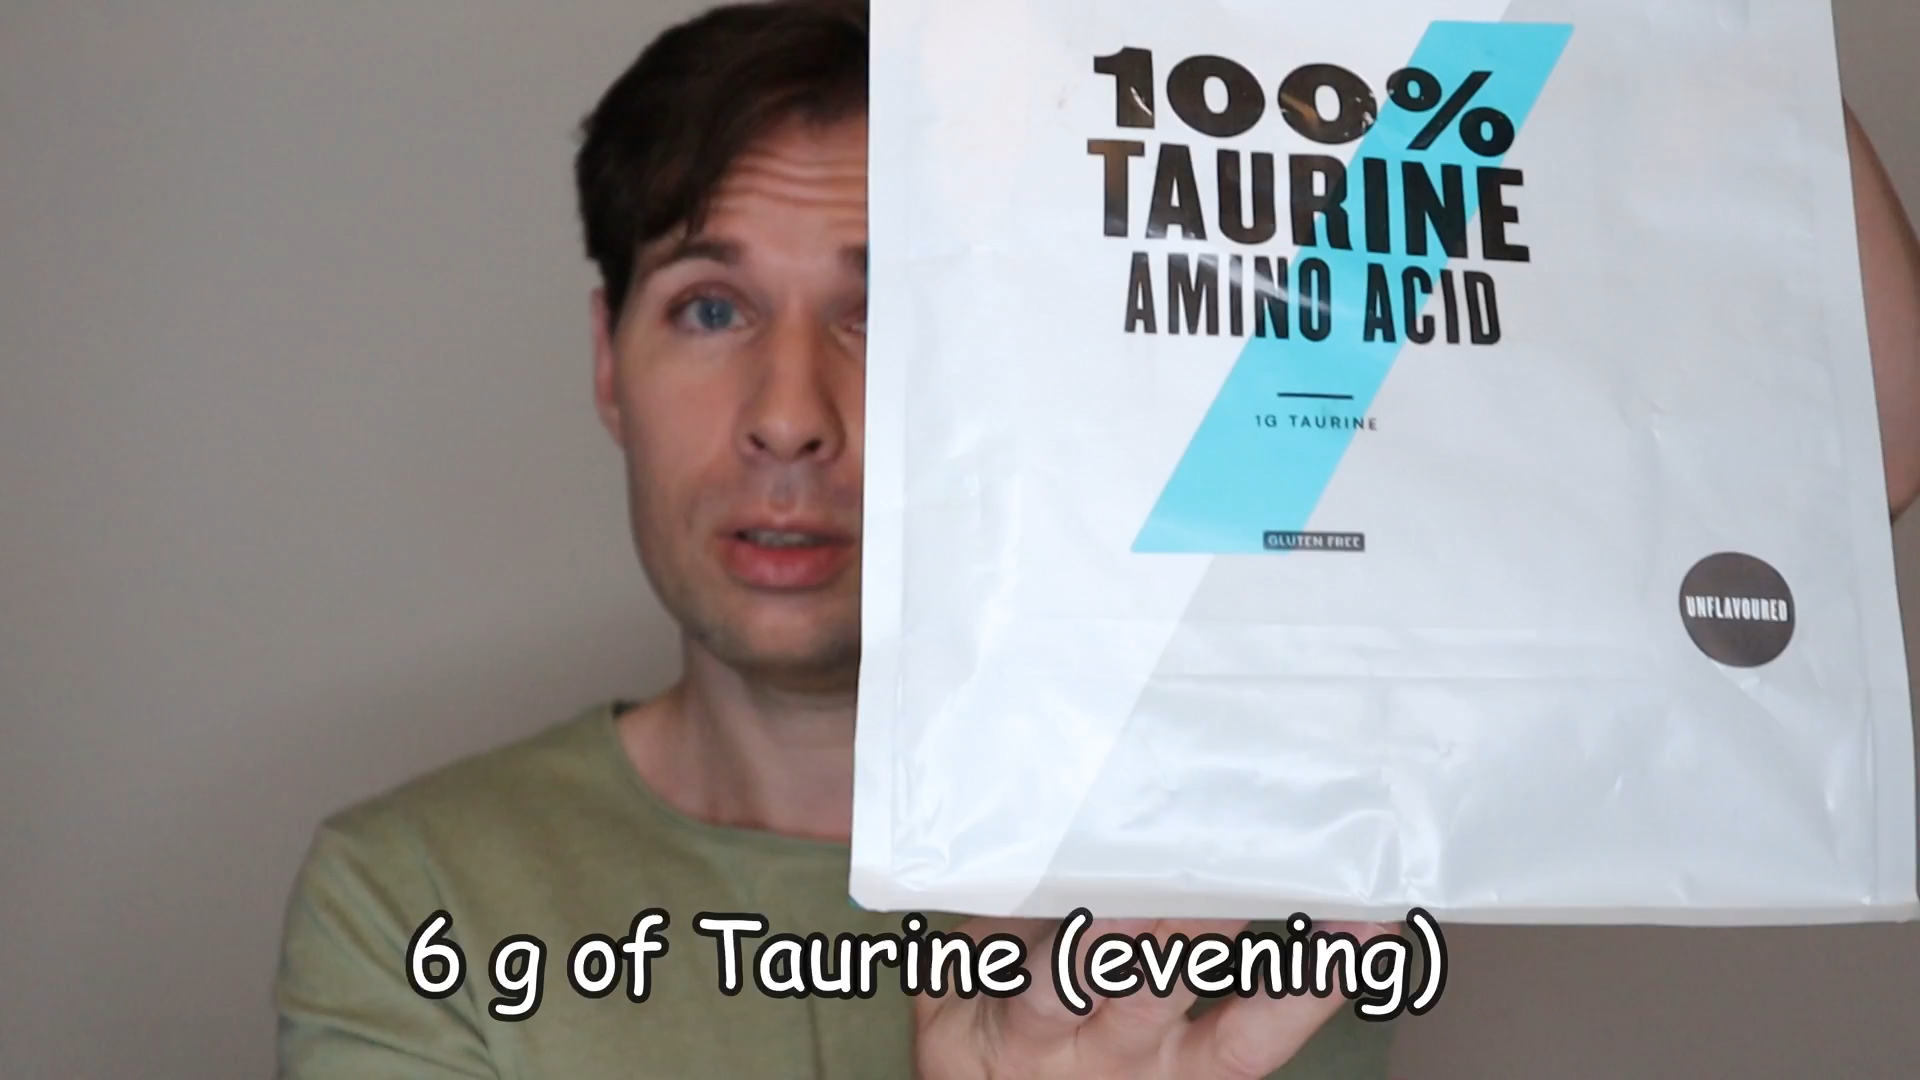 100%
TAURINE
AMINO ACID
1G TAURINE
GLUTEN FREE
UNFLAVOURED
6 g of Taurine (evening)